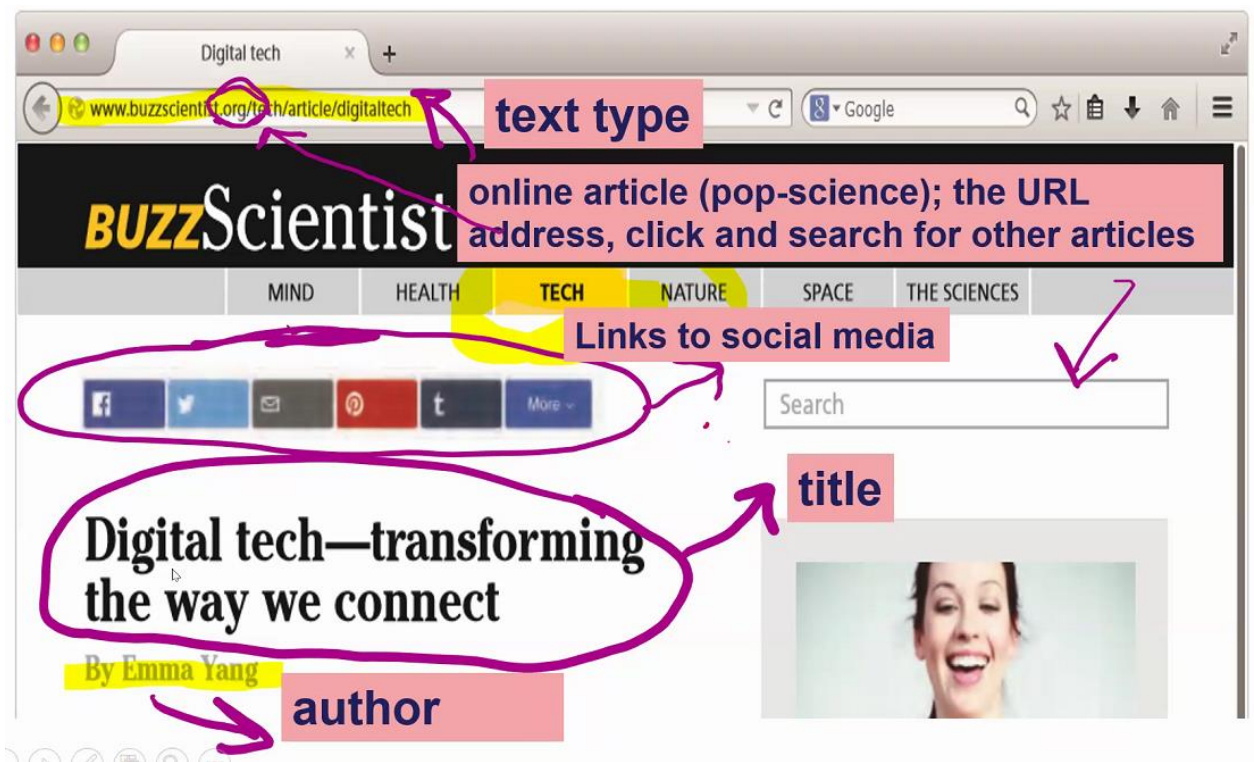 Digital tech × +
www.buzzscientist.org/tech/article/digitaltech
Google
text type
online article (pop-science); the URL
address, click and search for other articles
BUZZScientist
MIND HEALTH TECH NATURE SPACE THE SCIENCES
Links to social media
f t More
Search
title
Digital tech—transforming
the way we connect
By Emma Yang
author